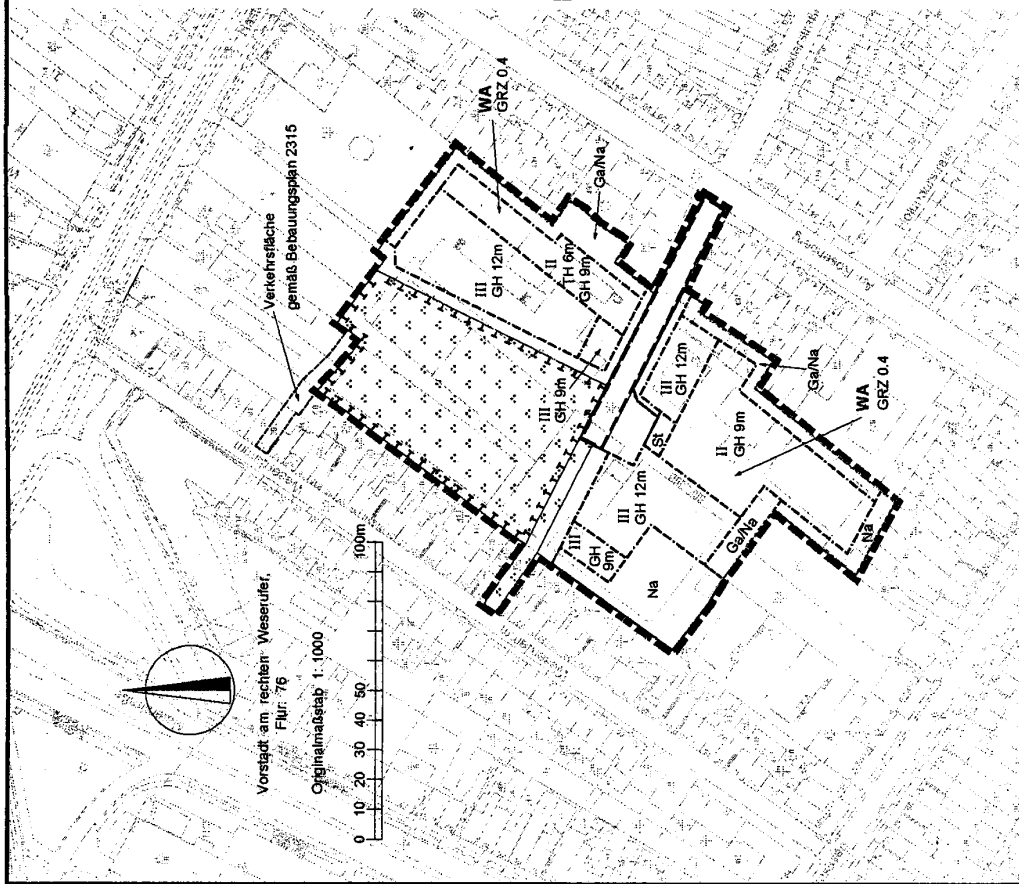 Vorstadt am rechten Weserufer,
Flur: 76
Originalmaßstab 1: 1000
0 10 20 30 40 50 100m
Verkehrsfläche
gemäß Bebauungsplan 2315
WA
GRZ 0.4
Ga/Na
III
GH 12m
II
TH 6m
GH 9m
III
GH 9m
III
GH 12m
St
III
GH 12m
III
GH
9m
II
GH 9m
Ga/Na
WA
GRZ 0.4
Ga/Na
Na
Na